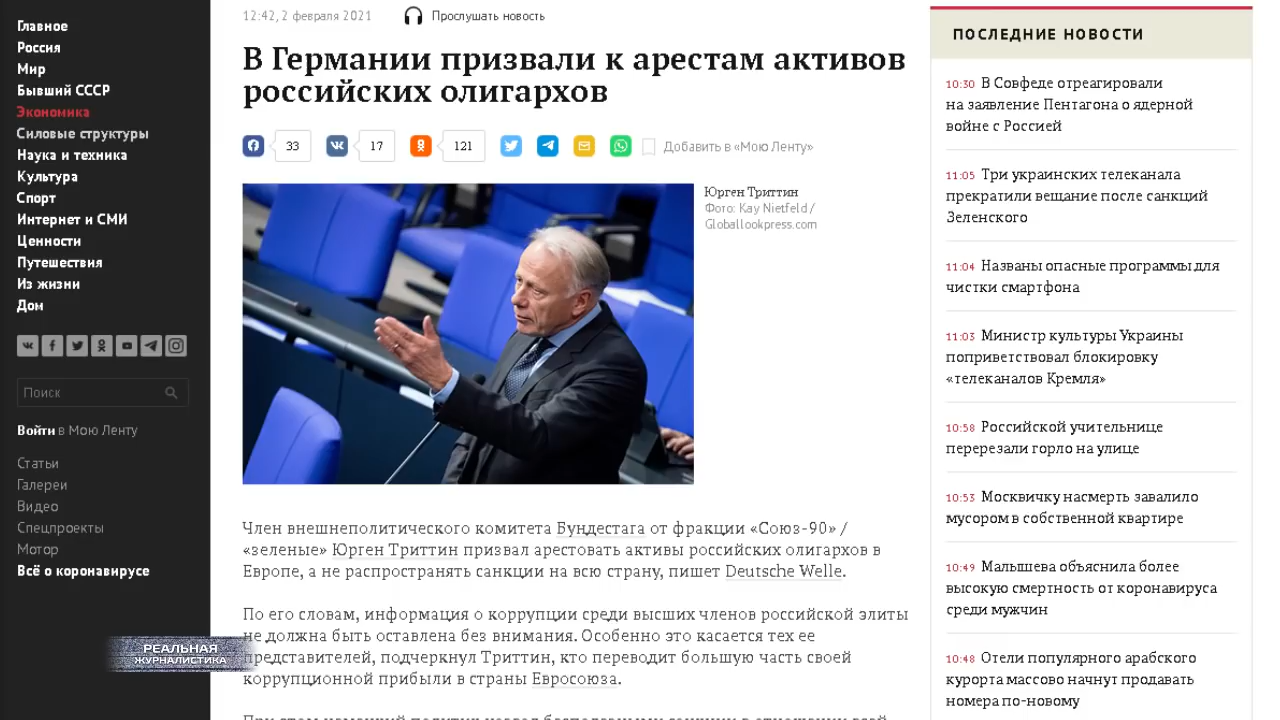 Главное
Россия
Мир
Бывший СССР
Экономика
Силовые структуры
Наука и техника
Культура
Спорт
Интернет и СМИ
Ценности
Путешествия
Из жизни
Дом
Поиск
Войти в Мою Ленту
Статьи
Галереи
Видео
Спецпроекты
Мотор
Всё о коронавирусе
РЕАЛЬНАЯ
ЖУРНАЛИСТИКА
12:42, 2 февраля 2021
Прослушать новость
В Германии призвали к арестам активов
российских олигархов
33
17
121
Добавить в «Мою Ленту»
Юрген Триттин
Фото: Kay Nietfeld /
Globallookpress.com
Член внешнеполитического комитета Бундестага от фракции «Союз-90» /
«зеленые» Юрген Триттин призвал арестовать активы российских олигархов в
Европе, а не распространять санкции на всю страну, пишет Deutsche Welle.
По его словам, информация о коррупции среди высших членов российской элиты
не должна быть оставлена без внимания. Особенно это касается тех ее
представителей, подчеркнул Триттин, кто переводит большую часть своей
коррупционной прибыли в страны Евросоюза.
ПОСЛЕДНИЕ НОВОСТИ
10:30 В Совфеде отреагировали
на заявление Пентагона о ядерной
войне с Россией
11:05 Три украинских телеканала
прекратили вещание после санкций
Зеленского
11:04 Названы опасные программы для
чистки смартфона
11:03 Министр культуры Украины
поприветствовал блокировку
«телеканалов Кремля»
10:58 Российской учительнице
перерезали горло на улице
10:53 Москвичку насмерть завалило
мусором в собственной квартире
10:49 Малышева объяснила более
высокую смертность от коронавируса
среди мужчин
10:48 Отели популярного арабского
курорта массово начнут продавать
номера по-новому